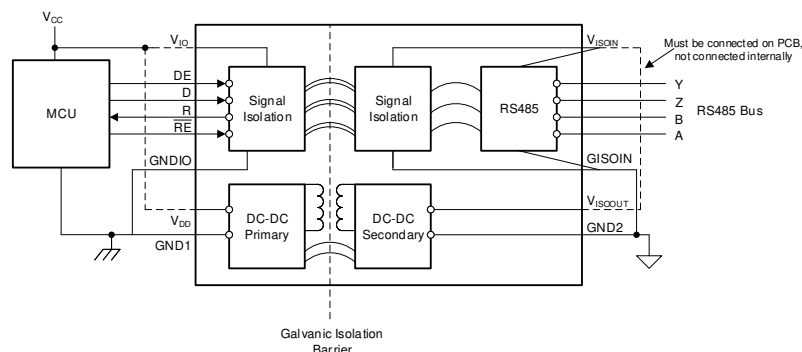 VCC
VIO
VISOIN
Must be connected on PCB,
not connected internally
MCU
DE
D
R
RE
Signal
Isolation
Signal
Isolation
RS485
Y
Z
B
A
RS485 Bus
GNDIO
GISOIN
VDD
GND1
DC-DC
Primary
DC-DC
Secondary
VISOOUT
GND2
Galvanic Isolation
Barrier